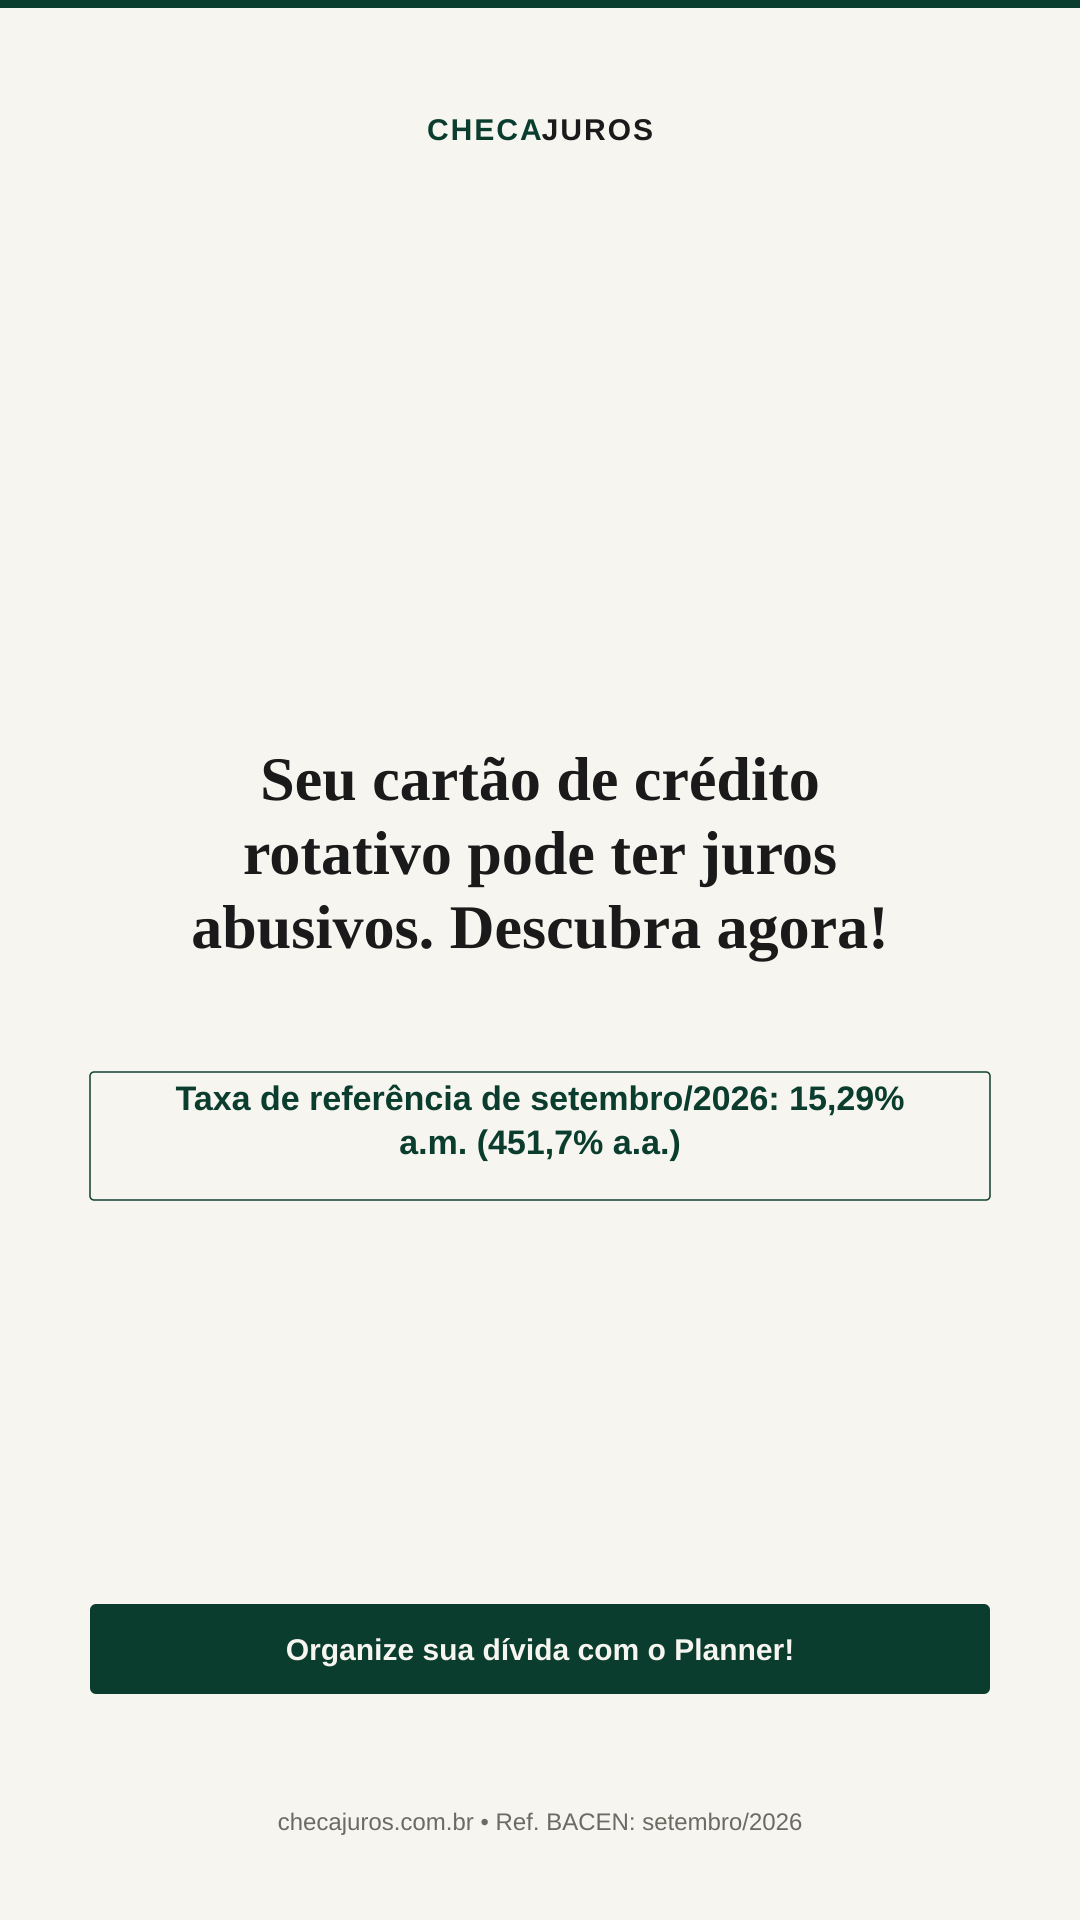 CHECAJUROS
Seu cartão de crédito
rotativo pode ter juros
abusivos. Descubra agora!
Taxa de referência de setembro/2026: 15,29%
a.m. (451,7% a.a.)
Organize sua dívida com o Planner!
checajuros.com.br • Ref. BACEN: setembro/2026